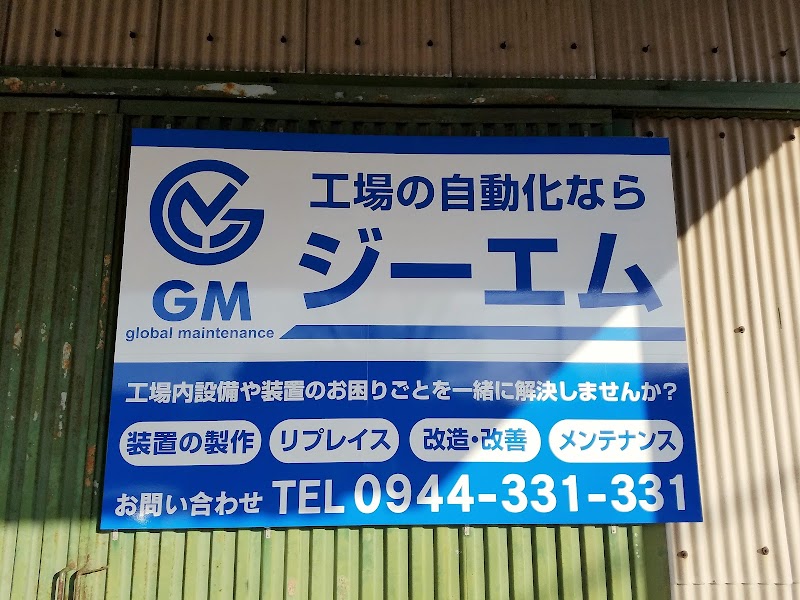 工場の自動化なら
ジーエム
GM
global maintenance
工場内設備や装置のお困りごとを一緒に解決しませんか?
装置の製作 リプレイス 改造・改善 メンテナンス
お問い合わせ TEL 0944-331-331